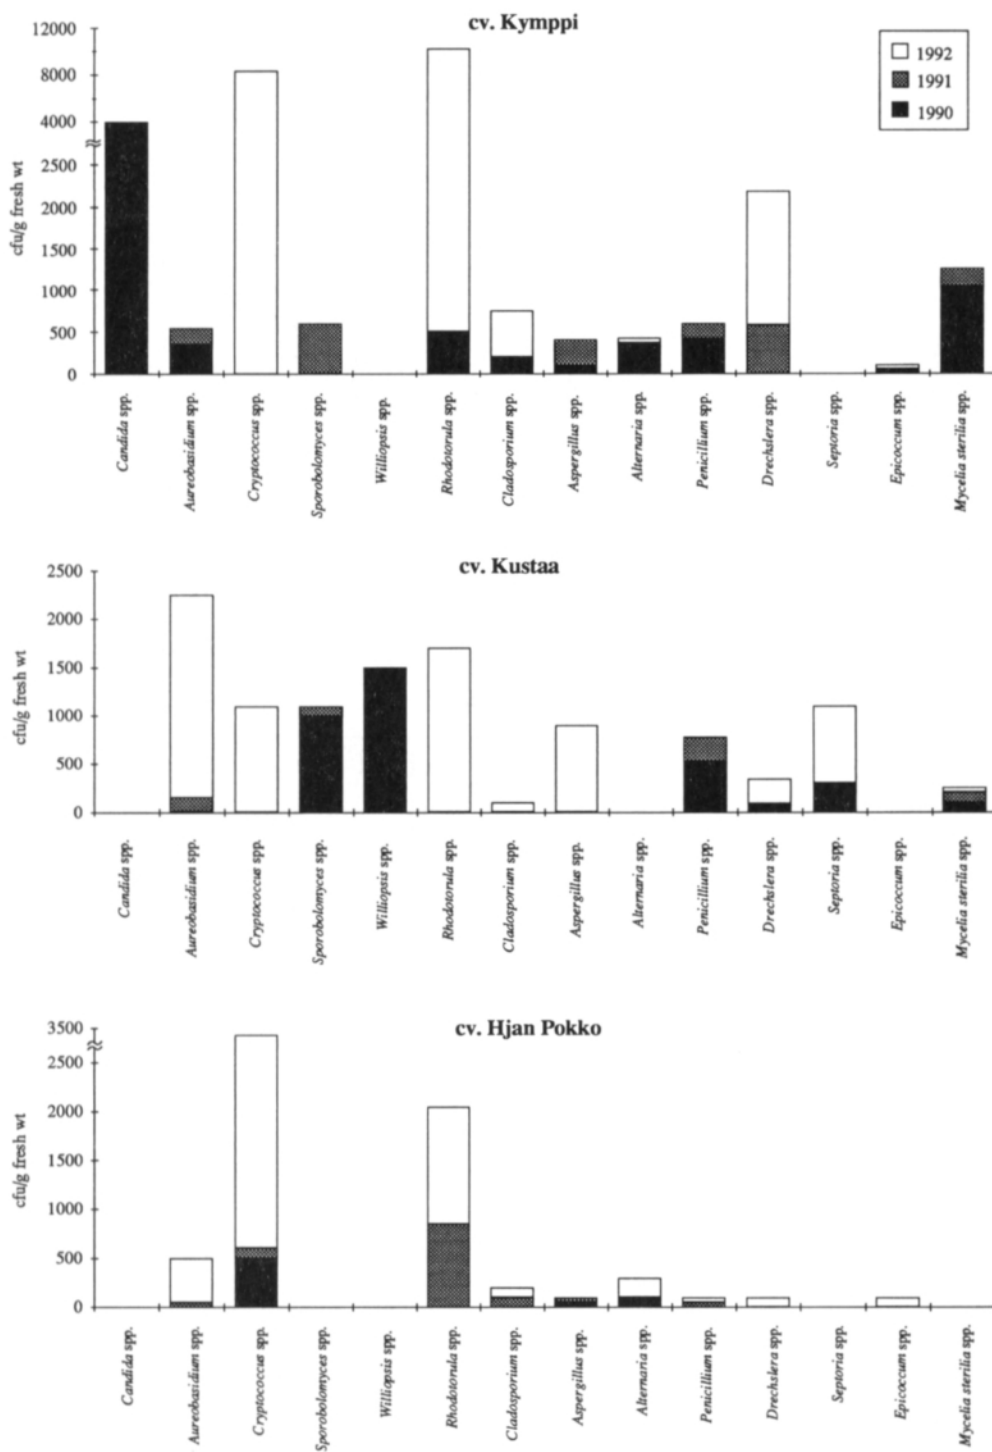 cv. Kymppi
12000
8000
4000
2500
2000
1500
1000
500
0
cfu/g fresh wt
1992
1991
1990
Candida spp.
Aureobasidium spp.
Cryptococcus spp.
Sporobolomyces spp.
Williopsis spp.
Rhodotorula spp.
Cladosporium spp.
Aspergillus spp.
Alternaria spp.
Penicillium spp.
Drechslera spp.
Septoria spp.
Epicoccum spp.
Mycelia sterilia spp.
cv. Kustaa
2500
2000
1500
1000
500
0
cfu/g fresh wt
Candida spp.
Aureobasidium spp.
Cryptococcus spp.
Sporobolomyces spp.
Williopsis spp.
Rhodotorula spp.
Cladosporium spp.
Aspergillus spp.
Alternaria spp.
Penicillium spp.
Drechslera spp.
Septoria spp.
Epicoccum spp.
Mycelia sterilia spp.
cv. Hjan Pokko
3500
2500
2000
1500
1000
500
0
cfu/g fresh wt
Candida spp.
Aureobasidium spp.
Cryptococcus spp.
Sporobolomyces spp.
Williopsis spp.
Rhodotorula spp.
Cladosporium spp.
Aspergillus spp.
Alternaria spp.
Penicillium spp.
Drechslera spp.
Septoria spp.
Epicoccum spp.
Mycelia sterilia spp.